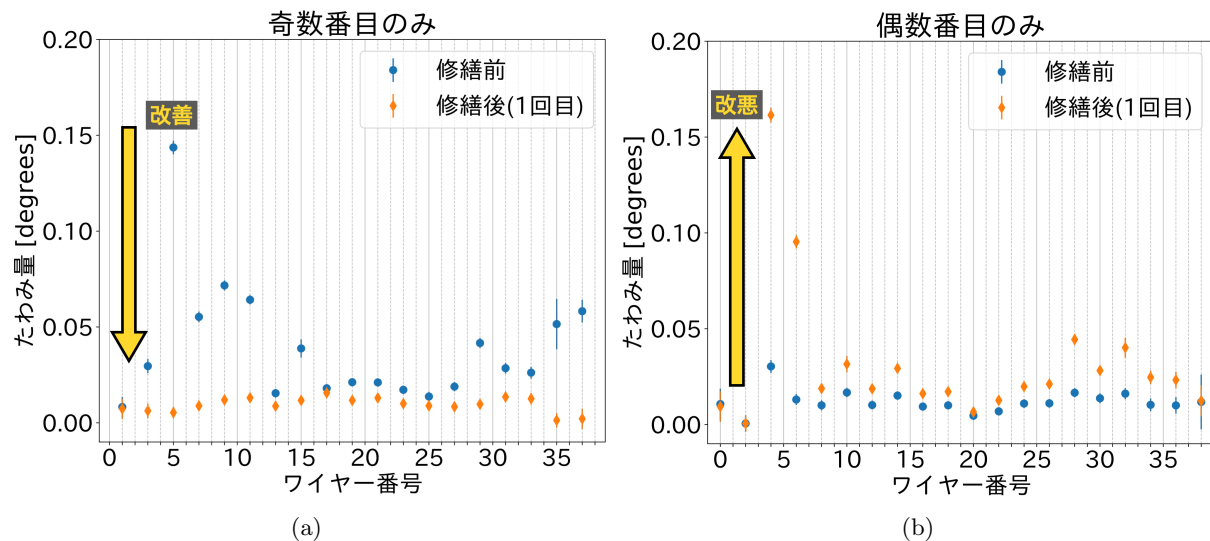 奇数番目のみ
0.20
0.15
0.10
0.05
0.00
たわみ量 [degrees]
修繕前
修繕後(1回目)
改善
0 5 10 15 20 25 30 35
ワイヤー番号
(a)
偶数番目のみ
0.20
0.15
0.10
0.05
0.00
たわみ量 [degrees]
修繕前
修繕後(1回目)
改悪
0 5 10 15 20 25 30 35
ワイヤー番号
(b)